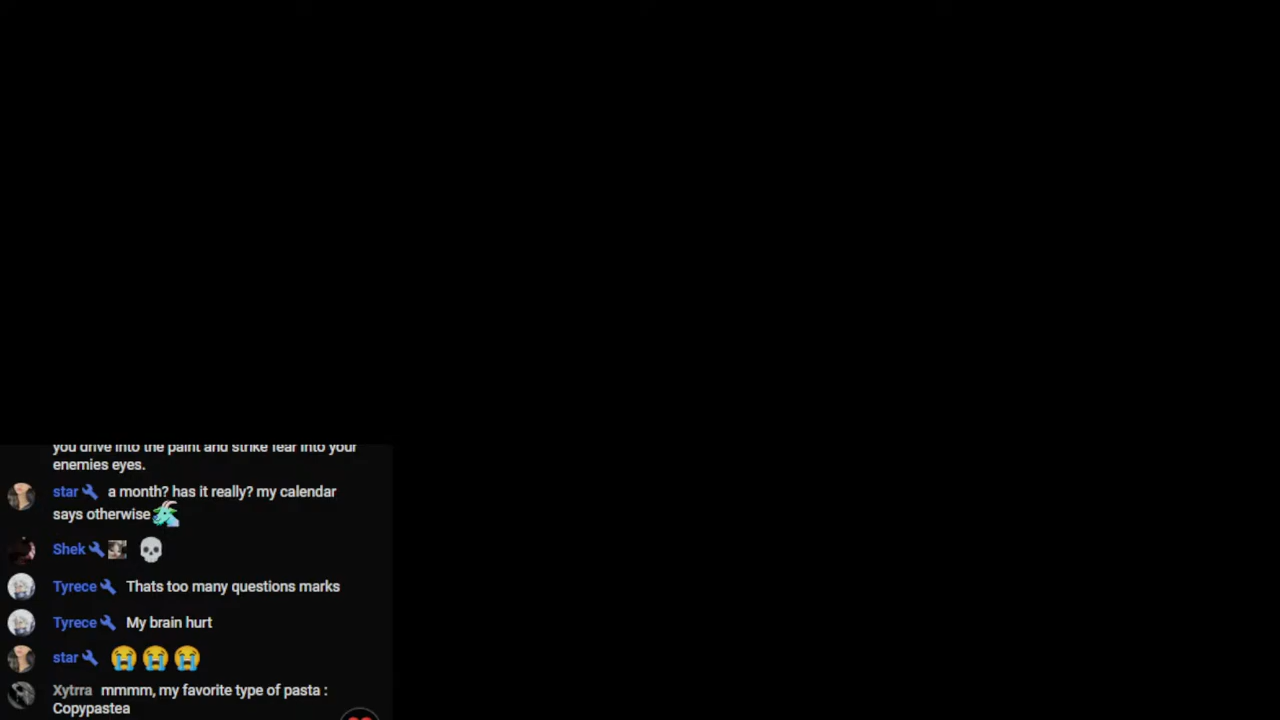 you drive into the paint and strike fear into your
enemies eyes.
star a month? has it really? my calendar
says otherwise
Shek 💀
Tyrece Thats too many questions marks
Tyrece My brain hurt
star 😭😭😭
Xytrra mmmm, my favorite type of pasta :
Copypastea